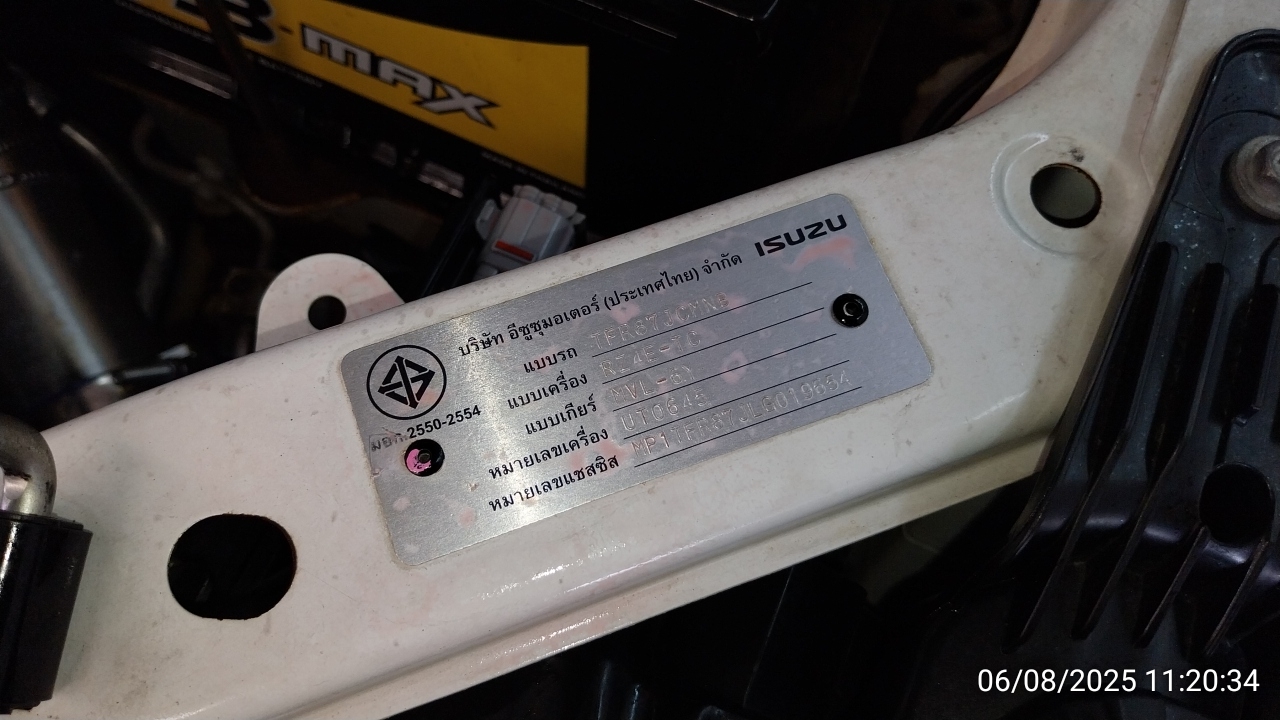 B-MAX
บริษัท อีซูซุมอเตอร์ (ประเทศไทย) จำกัด ISUZU
แบบรถ
แบบเครื่อง RZ4E-TC
แบบเกียร์
มอก.2550-2554
หมายเลขเครื่อง UT0645
หมายเลขแชสซิส
06/08/2025 11:20:34